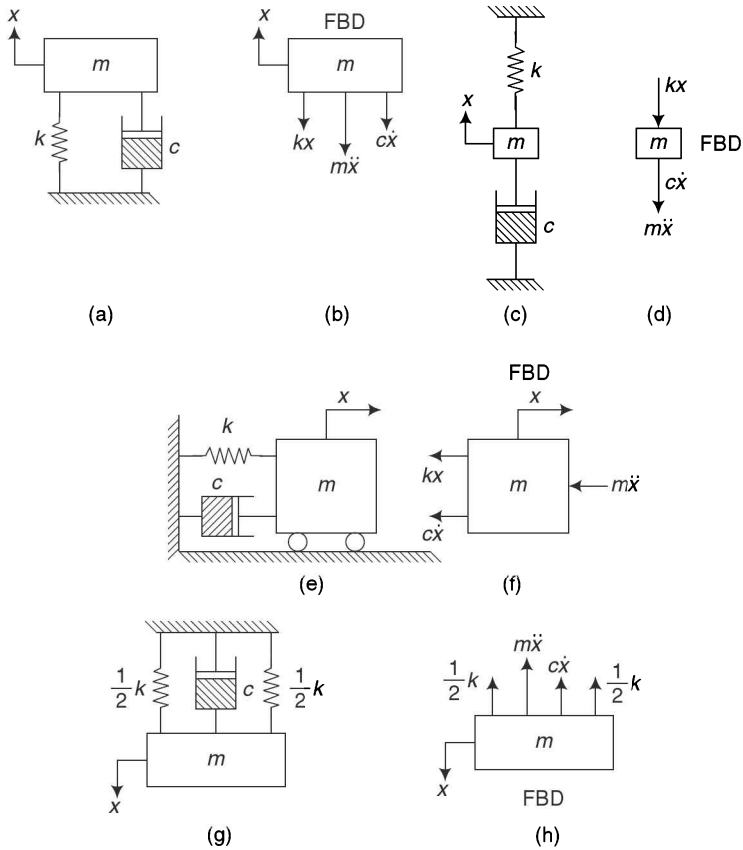 x
m
k
c
(a)
FBD
x
m
kx
mẍ
cẋ
(b)
k
x
m
c
(c)
kx
m
FBD
cẋ
mẍ
(d)
x
k
m
c
(e)
FBD
x
kx
m
mẍ
cẋ
(f)
1/2 k
c
1/2 k
m
x
(g)
mẍ
1/2 k
cẋ
1/2 k
m
x
FBD
(h)